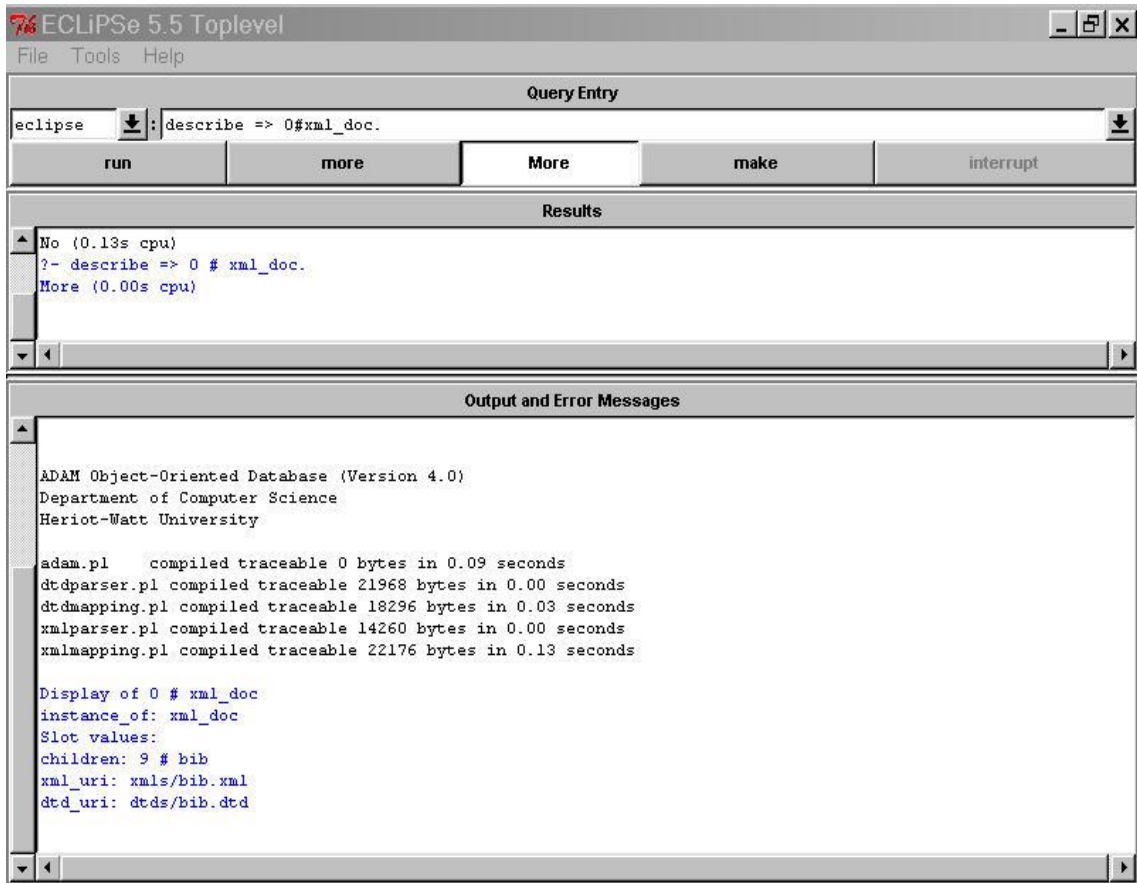 7% ECLiPSe 5.5 Toplevel
File Tools Help
Query Entry
eclipse : describe => 0#xml_doc.
run more More make interrupt
Results
No (0.13s cpu)
?- describe => 0 # xml_doc.
More (0.00s cpu)
Output and Error Messages
ADAM Object-Oriented Database (Version 4.0)
Department of Computer Science
Heriot-Watt University
adam.pl compiled traceable 0 bytes in 0.09 seconds
dtdparser.pl compiled traceable 21968 bytes in 0.00 seconds
dtdmapping.pl compiled traceable 18296 bytes in 0.03 seconds
xmlparser.pl compiled traceable 14260 bytes in 0.00 seconds
xmlmapping.pl compiled traceable 22176 bytes in 0.13 seconds
Display of 0 # xml_doc
instance_of: xml_doc
Slot values:
children: 9 # bib
xml_uri: xmls/bib.xml
dtd_uri: dtds/bib.dtd